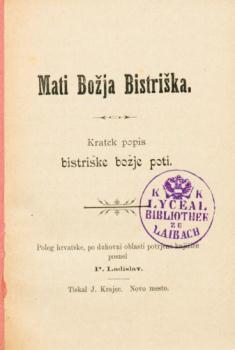 Mati Božja Bistriška.
Kratek popis
bistriške božje poti.
K K
LYCEAL
BIBLIOTHEK
ZU
LAIBACH
Poleg hrvatske, po duhovni oblasti potrjene knjižice
posnel
P. Ladislav.
Tiskal J. Krajec. Novo mesto.